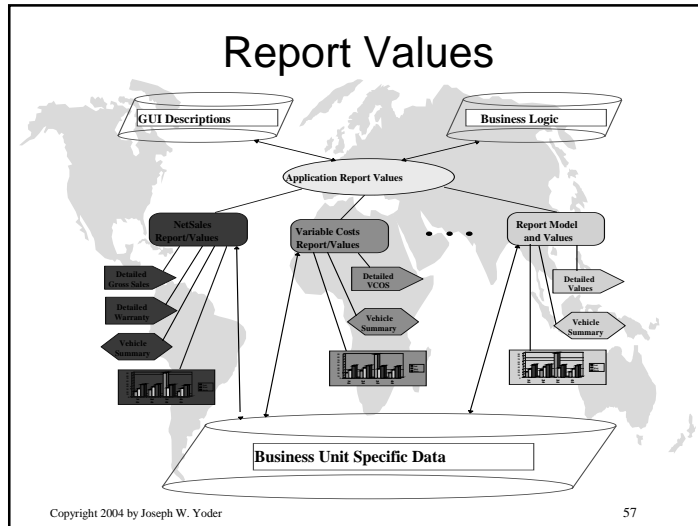 Report Values
GUI Descriptions
Business Logic
Application Report Values
NetSales
Report/Values
Variable Costs
Report/Values
Report Model
and Values
Detailed
Gross Sales
Detailed
VCOS
Detailed
Values
Detailed
Warranty
Vehicle
Summary
Vehicle
Summary
Vehicle
Summary
Business Unit Specific Data
Copyright 2004 by Joseph W. Yoder
57